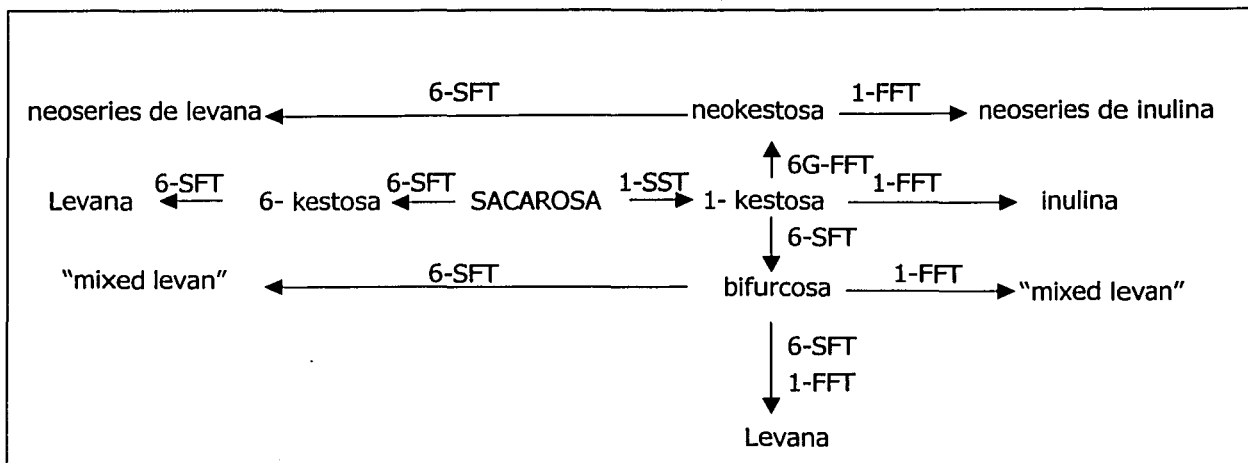 6-SFT 1-FFT
neoseries de levana neokestosa neoseries de inulina
6G-FFT
6-SFT 6-SFT 1-SST 1-FFT
Levana 6- kestosa SACAROSA 1- kestosa inulina
6-SFT
6-SFT 1-FFT
“mixed levan” bifurcosa “mixed levan”
6-SFT
1-FFT
Levana